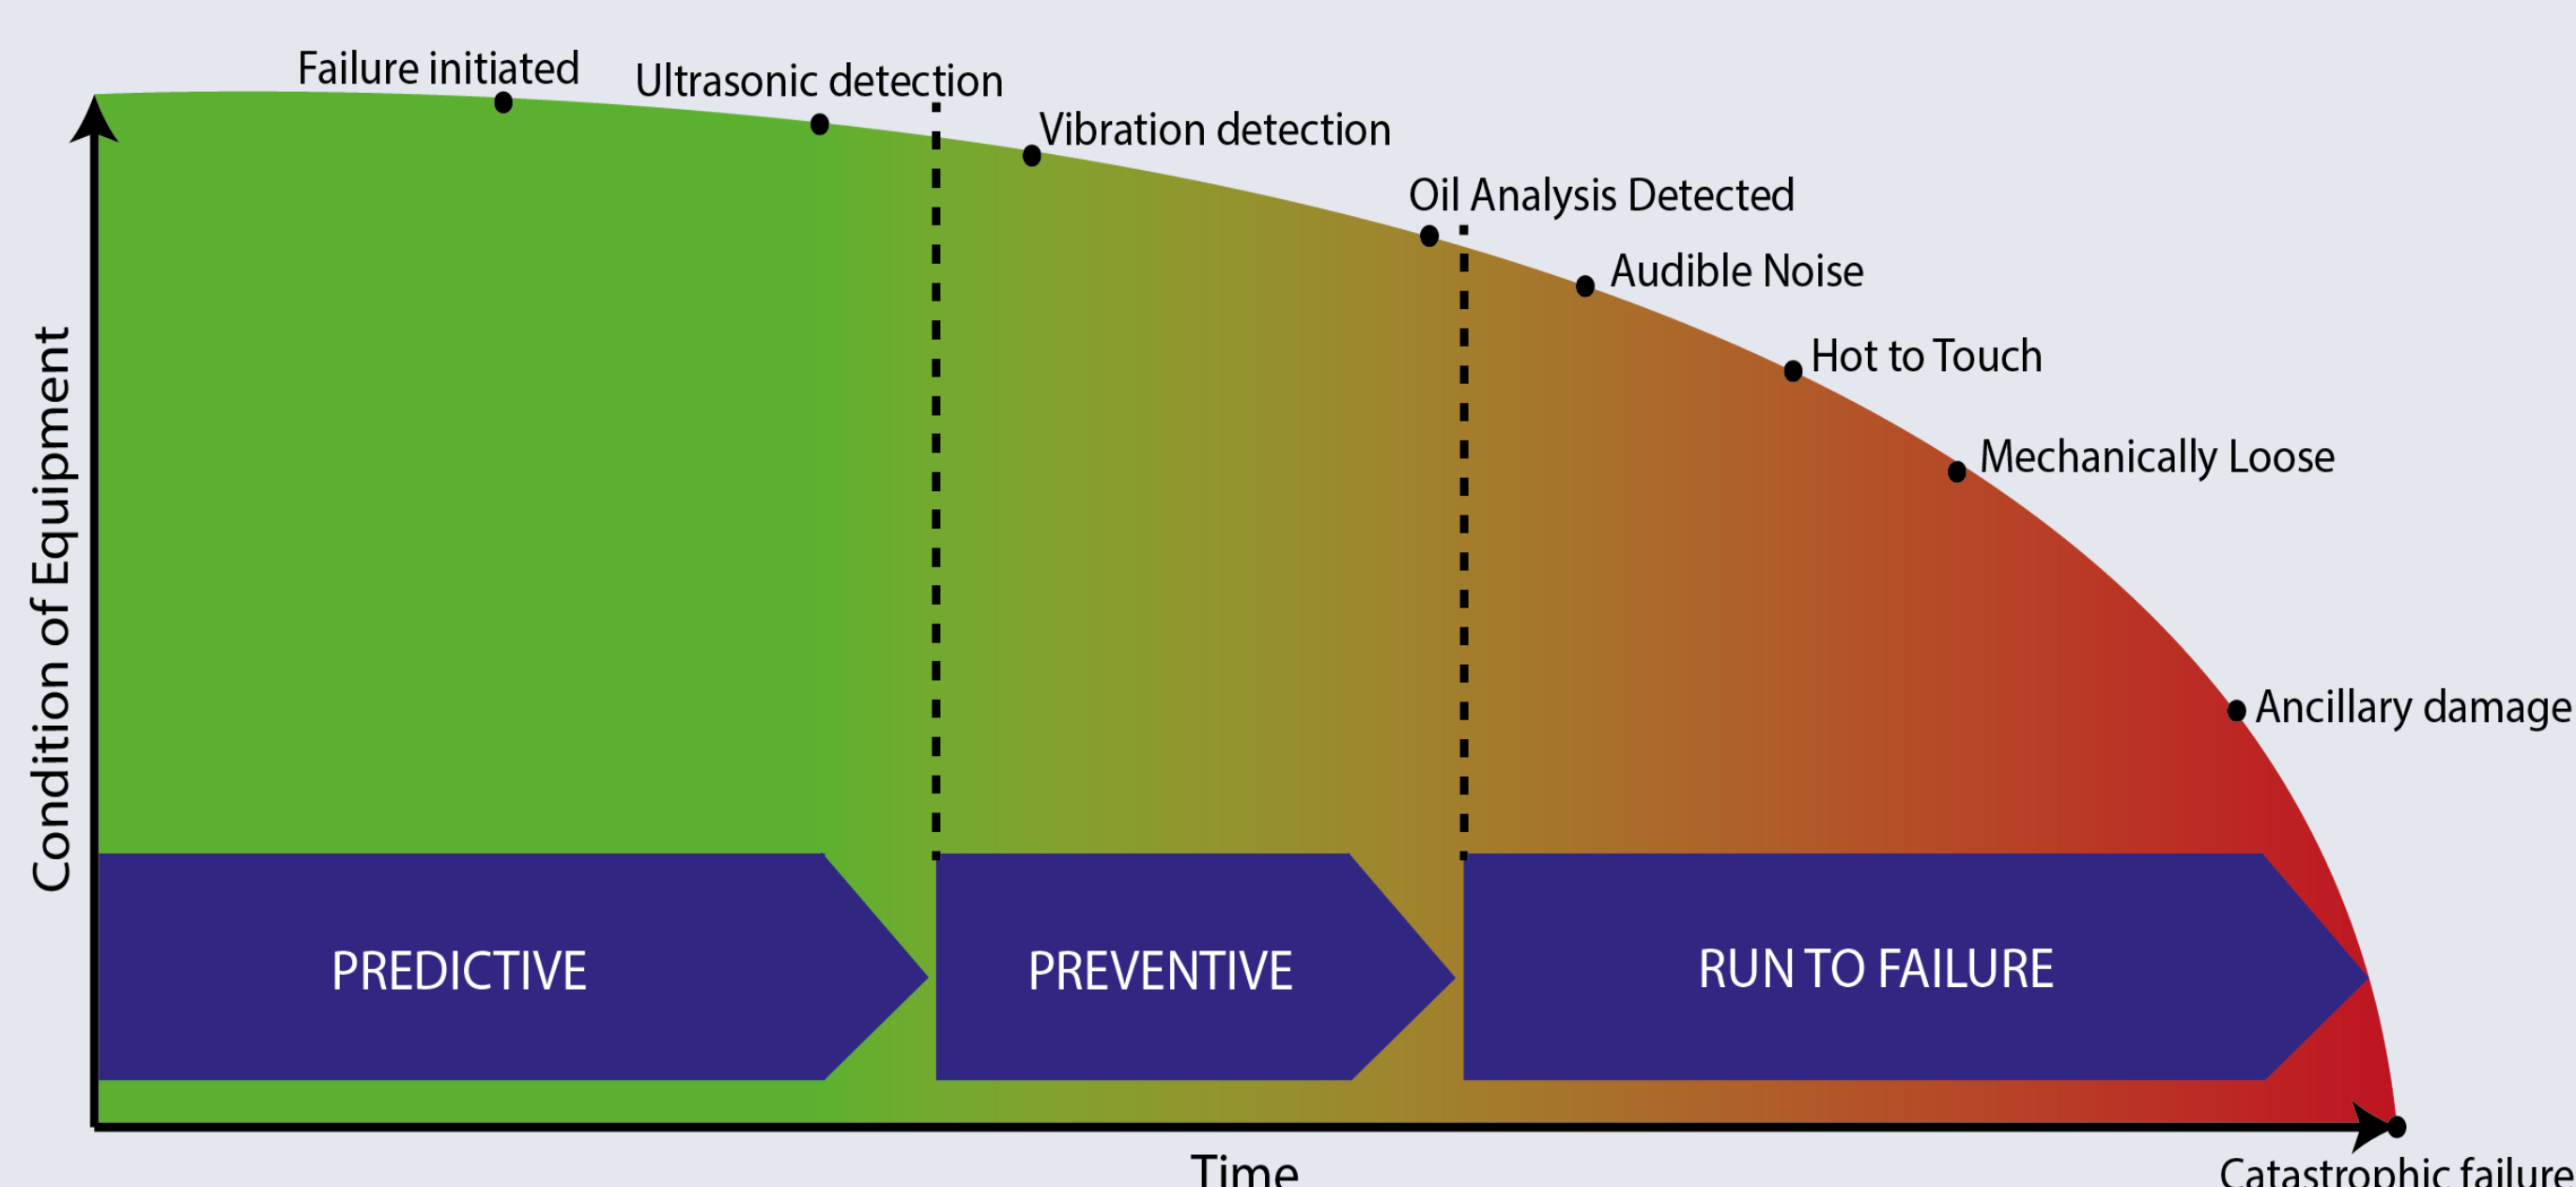 Failure initiated
Ultrasonic detection
Vibration detection
Oil Analysis Detected
Audible Noise
Hot to Touch
Mechanically Loose
Ancillary damage
Condition of Equipment
PREDICTIVE
PREVENTIVE
RUN TO FAILURE
Time
Catastrophic failure